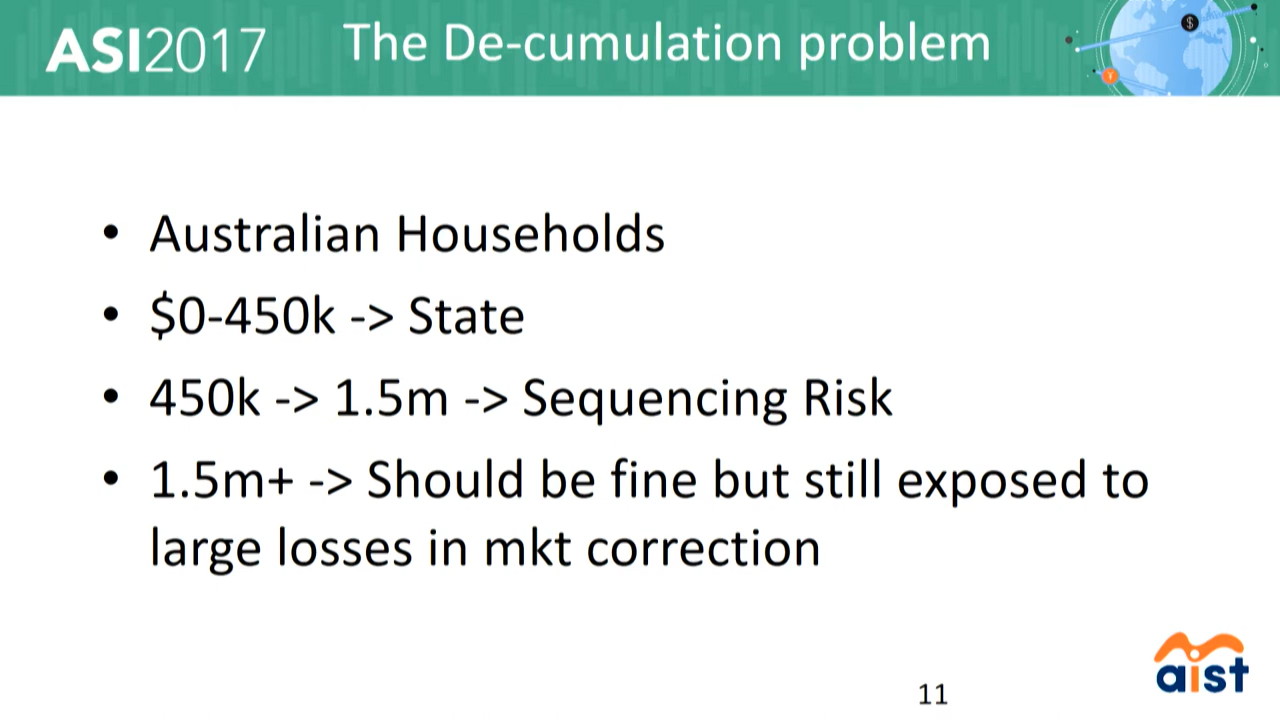 ASI2017
The De-cumulation problem
$
¥
• Australian Households
• $0-450k -> State
• 450k -> 1.5m -> Sequencing Risk
• 1.5m+ -> Should be fine but still exposed to
large losses in mkt correction
11
aist